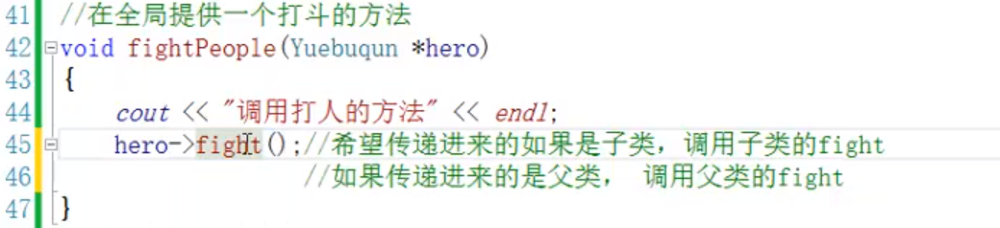 41 //在全局提供一个打斗的方法
42 void fightPeople(Yuebuqun *hero)
43 {
44 cout << "调用打人的方法" << endl;
45 hero->fight();//希望传递进来的如果是子类，调用子类的fight
46 //如果传递进来的是父类， 调用父类的fight
47 }